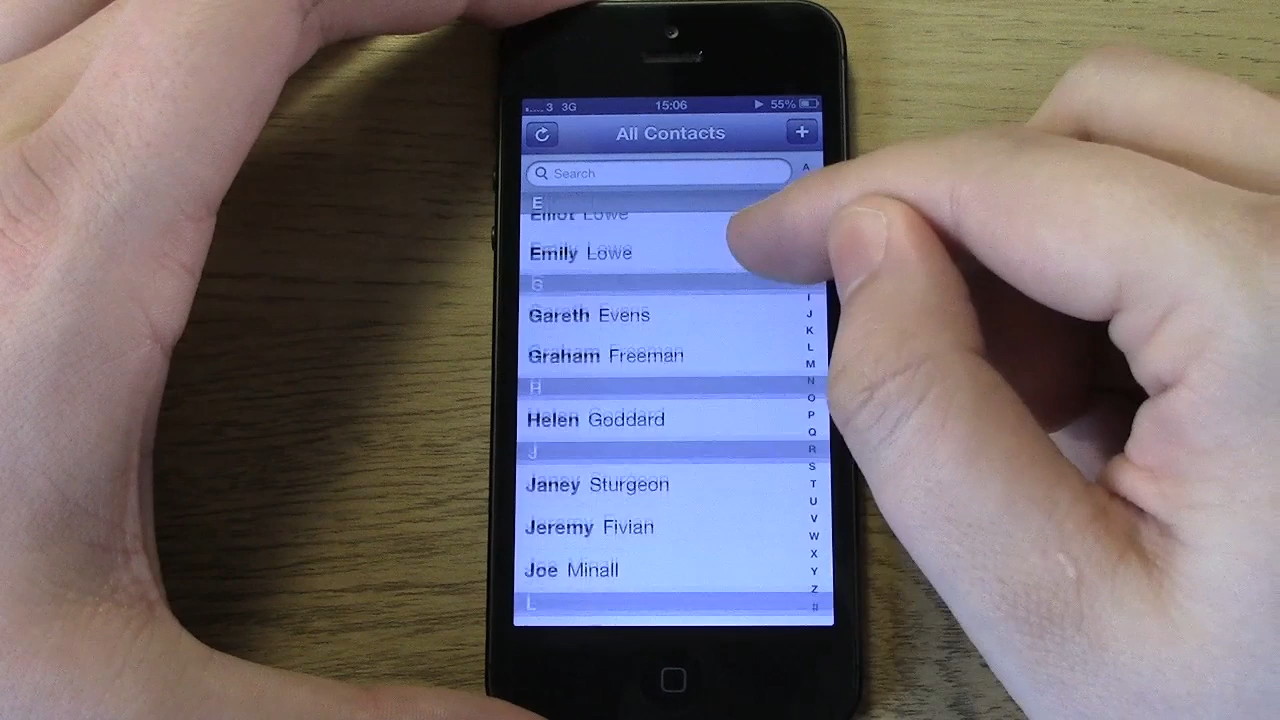 3 3G 15:06 55%
All Contacts +
Search
E
Elliot Lowe
Emily Lowe
G
Gareth Evens
Graham Freeman
H
Helen Goddard
J
Janey Sturgeon
Jeremy Fivian
Joe Minall
L
A
I
J
K
L
M
N
O
P
Q
R
S
T
U
V
W
X
Y
Z
#